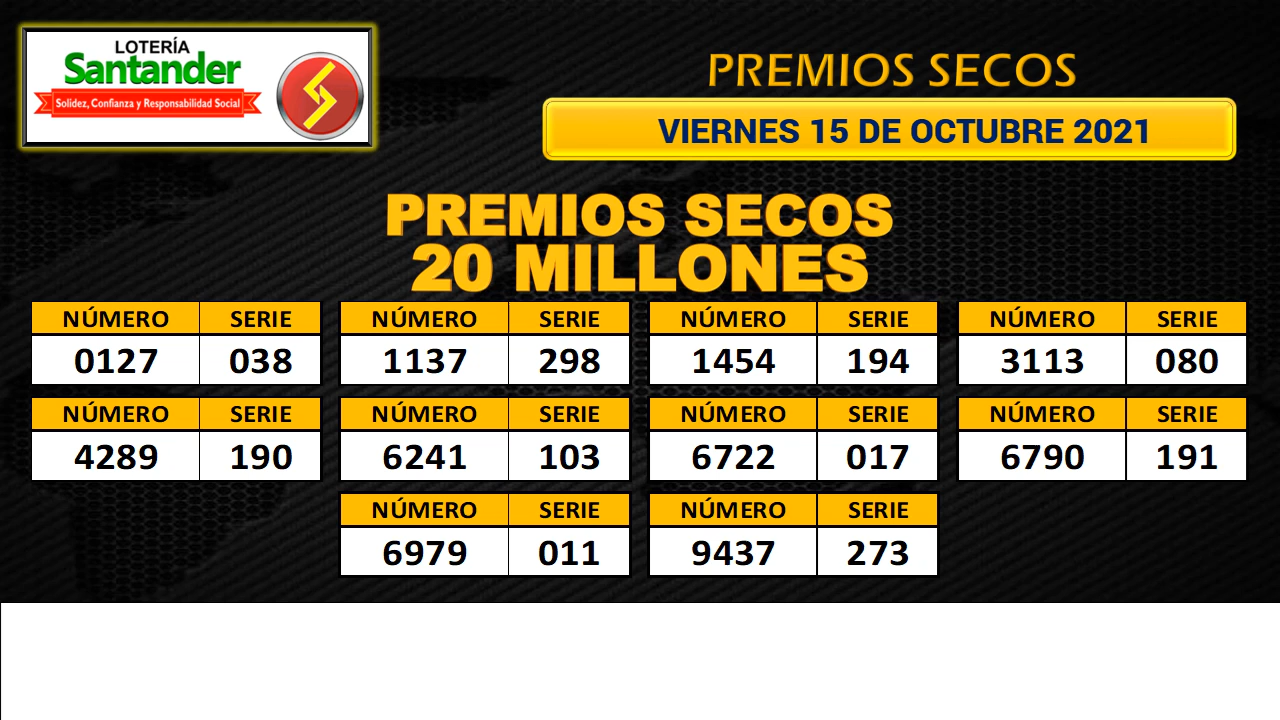 LOTERÍA
Santander
Solidez, Confianza y Responsabilidad Social
PREMIOS SECOS
VIERNES 15 DE OCTUBRE 2021
PREMIOS SECOS
20 MILLONES
NÚMERO SERIE NÚMERO SERIE NÚMERO SERIE NÚMERO SERIE
0127 038 1137 298 1454 194 3113 080
NÚMERO SERIE NÚMERO SERIE NÚMERO SERIE NÚMERO SERIE
4289 190 6241 103 6722 017 6790 191
NÚMERO SERIE NÚMERO SERIE
6979 011 9437 273